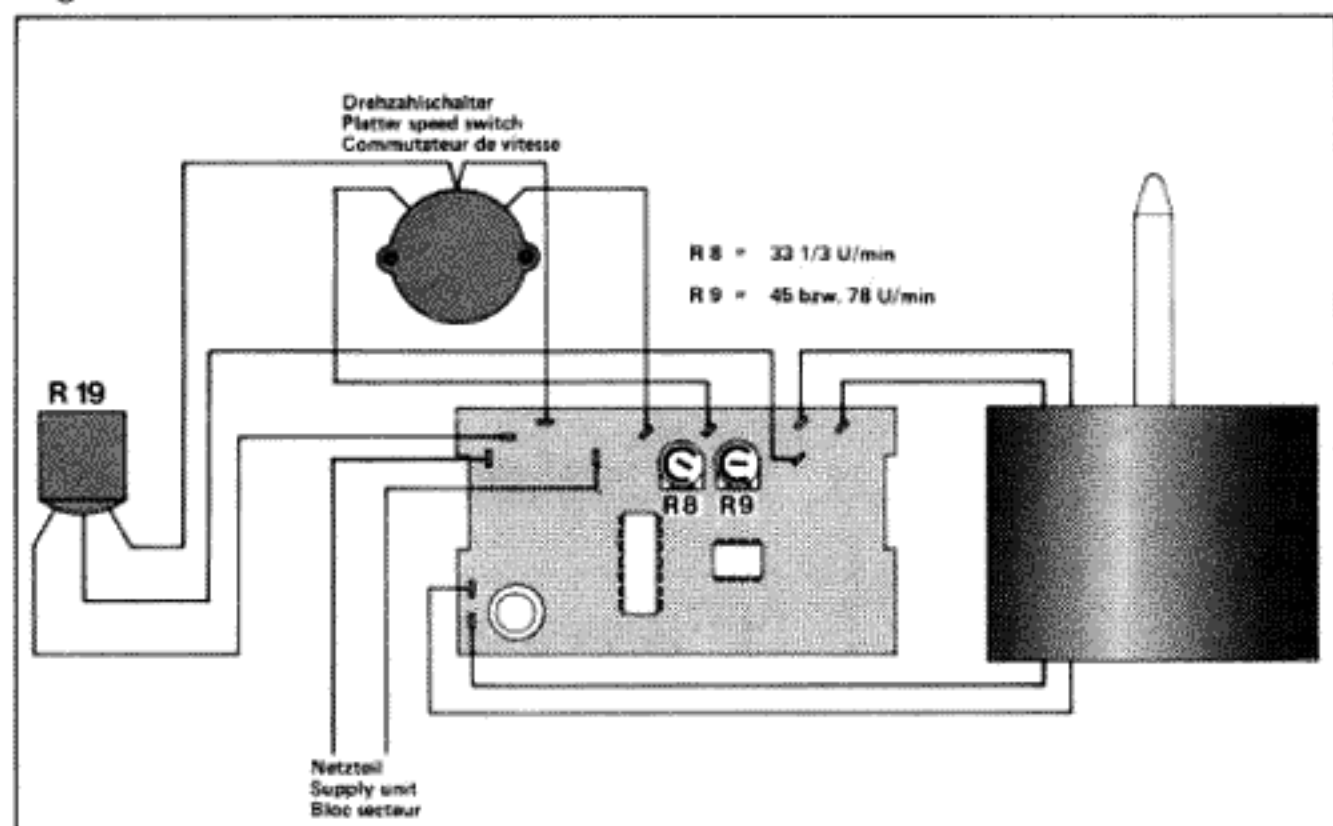 Drehzahlschalter
Platter speed switch
Commutateur de vitesse
R 8 = 33 1/3 U/min
R 9 = 45 bzw. 78 U/min
R 19
R8 R9
Netzteil
Supply unit
Bloc secteur